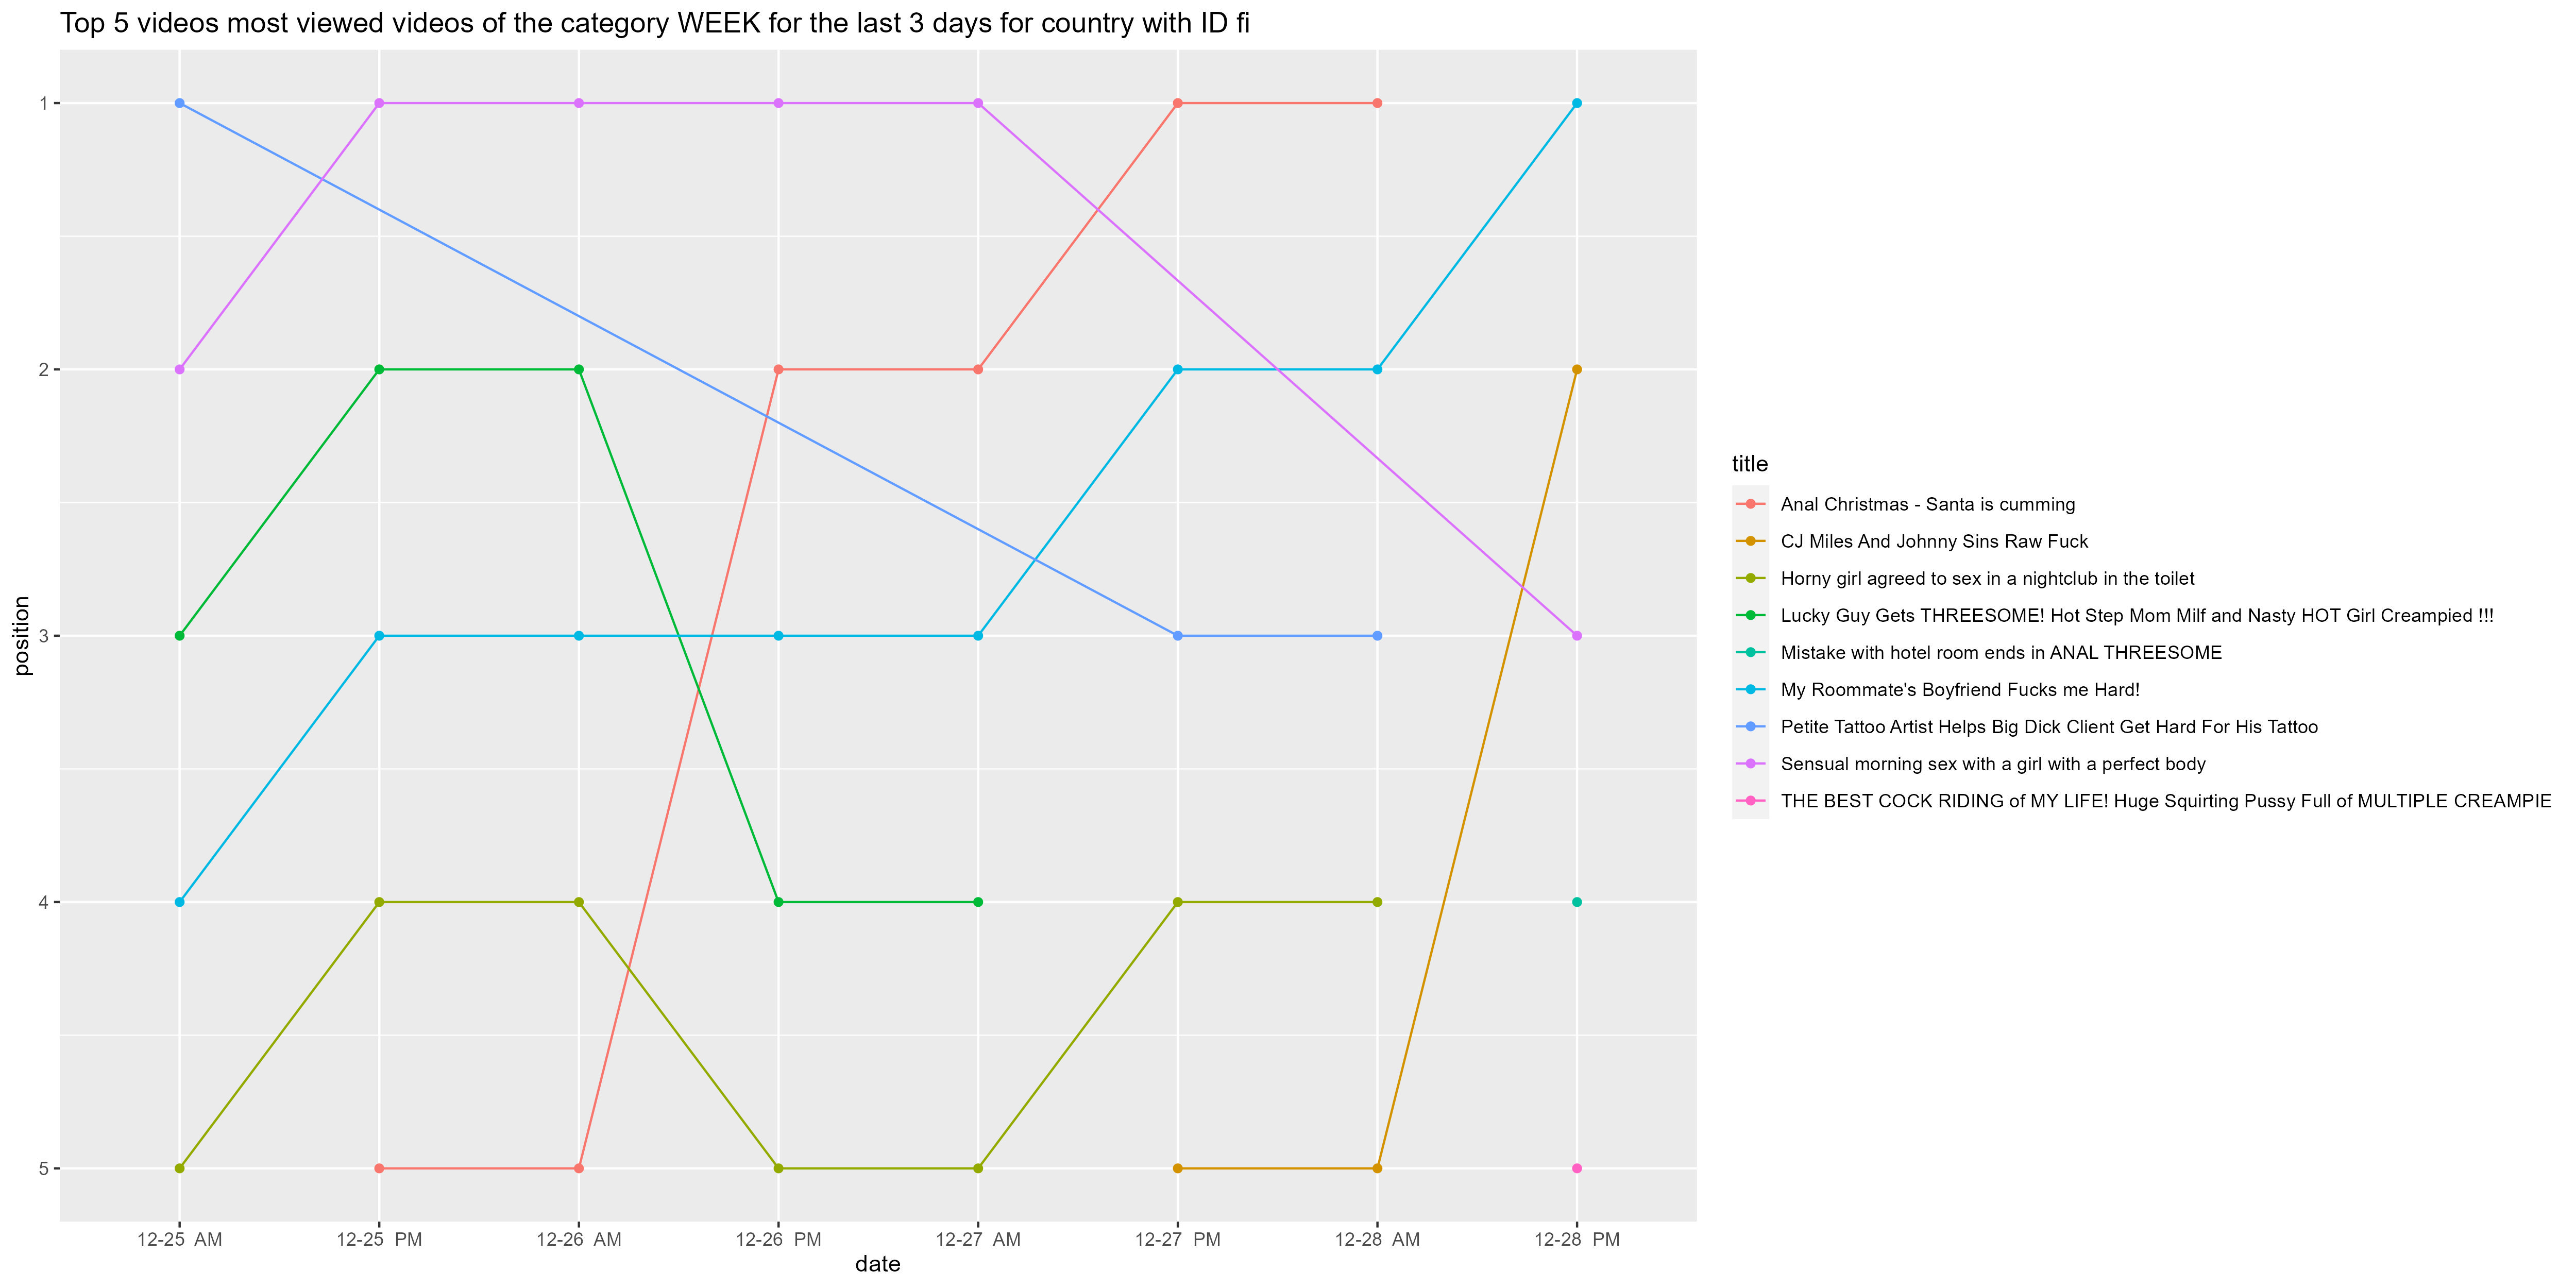 Top 5 videos most viewed videos of the category WEEK for the last 3 days for country with ID fi
position
1
2
3
4
5
12-25 AM
12-25 PM
12-26 AM
12-26 PM
12-27 AM
12-27 PM
12-28 AM
12-28 PM
date
title
Anal Christmas - Santa is cumming
CJ Miles And Johnny Sins Raw Fuck
Horny girl agreed to sex in a nightclub in the toilet
Lucky Guy Gets THREESOME! Hot Step Mom Milf and Nasty HOT Girl Creampied !!!
Mistake with hotel room ends in ANAL THREESOME
My Roommate's Boyfriend Fucks me Hard!
Petite Tattoo Artist Helps Big Dick Client Get Hard For His Tattoo
Sensual morning sex with a girl with a perfect body
THE BEST COCK RIDING of MY LIFE! Huge Squirting Pussy Full of MULTIPLE CREAMPIE